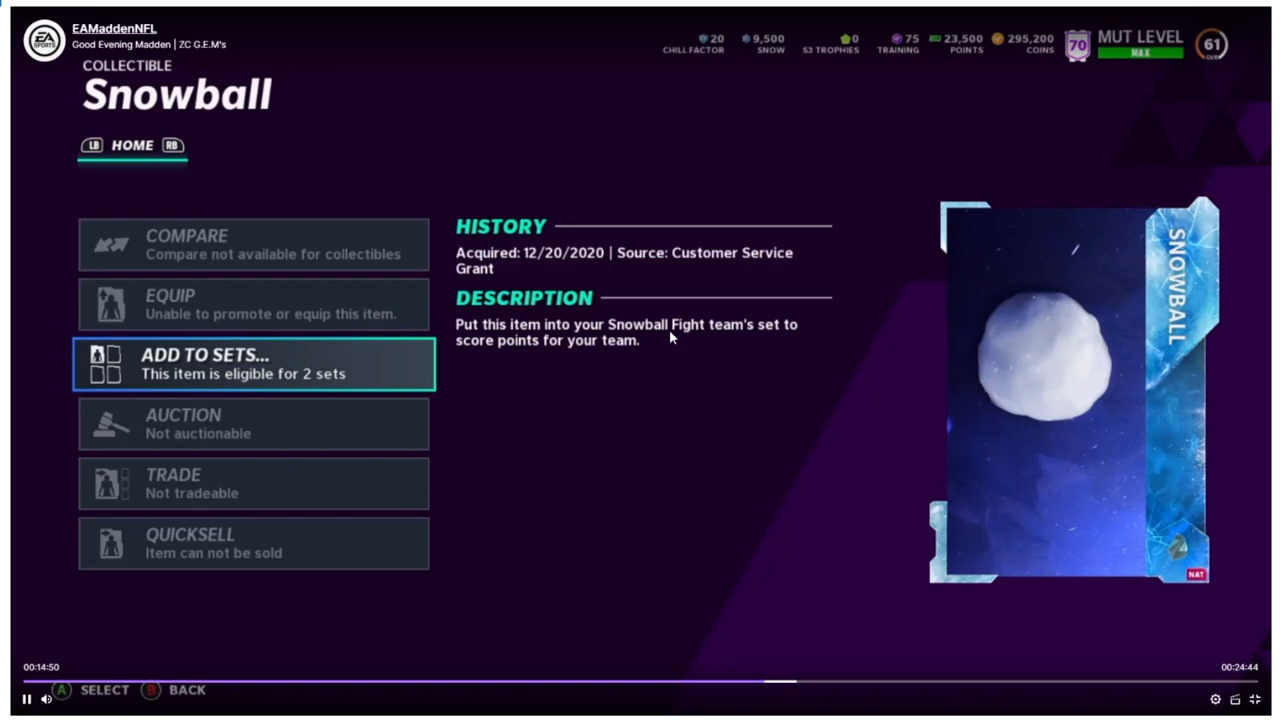 EA SPORTS
EAMaddenNFL
Good Evening Madden | ZC G.E.M's
20
CHILL FACTOR
9,500
SNOW
0
S3 TROPHIES
75
TRAINING
23,500
POINTS
295,200
COINS
70
MUT LEVEL
MAX
61
OVR
COLLECTIBLE
Snowball
LB HOME RB
COMPARE
Compare not available for collectibles
EQUIP
Unable to promote or equip this item.
ADD TO SETS...
This item is eligible for 2 sets
AUCTION
Not auctionable
TRADE
Not tradeable
QUICKSELL
Item can not be sold
HISTORY
Acquired: 12/20/2020 | Source: Customer Service
Grant
DESCRIPTION
Put this item into your Snowball Fight team's set to
score points for your team.
SNOWBALL
NAT
00:14:50
00:24:44
A SELECT B BACK